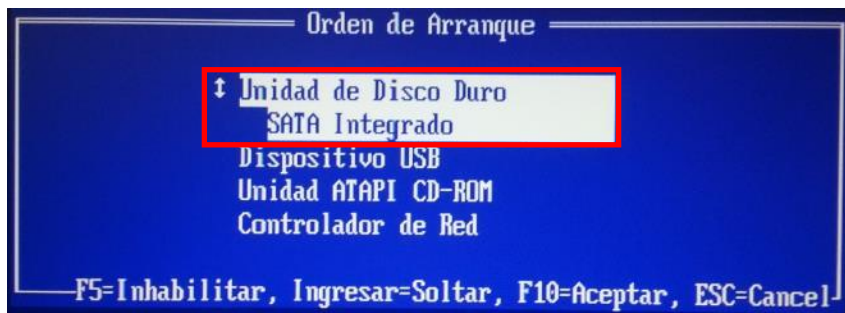 Orden de Arranque
↕ Unidad de Disco Duro
SATA Integrado
Dispositivo USB
Unidad ATAPI CD-ROM
Controlador de Red
F5=Inhabilitar, Ingresar=Soltar, F10=Aceptar, ESC=Cancel